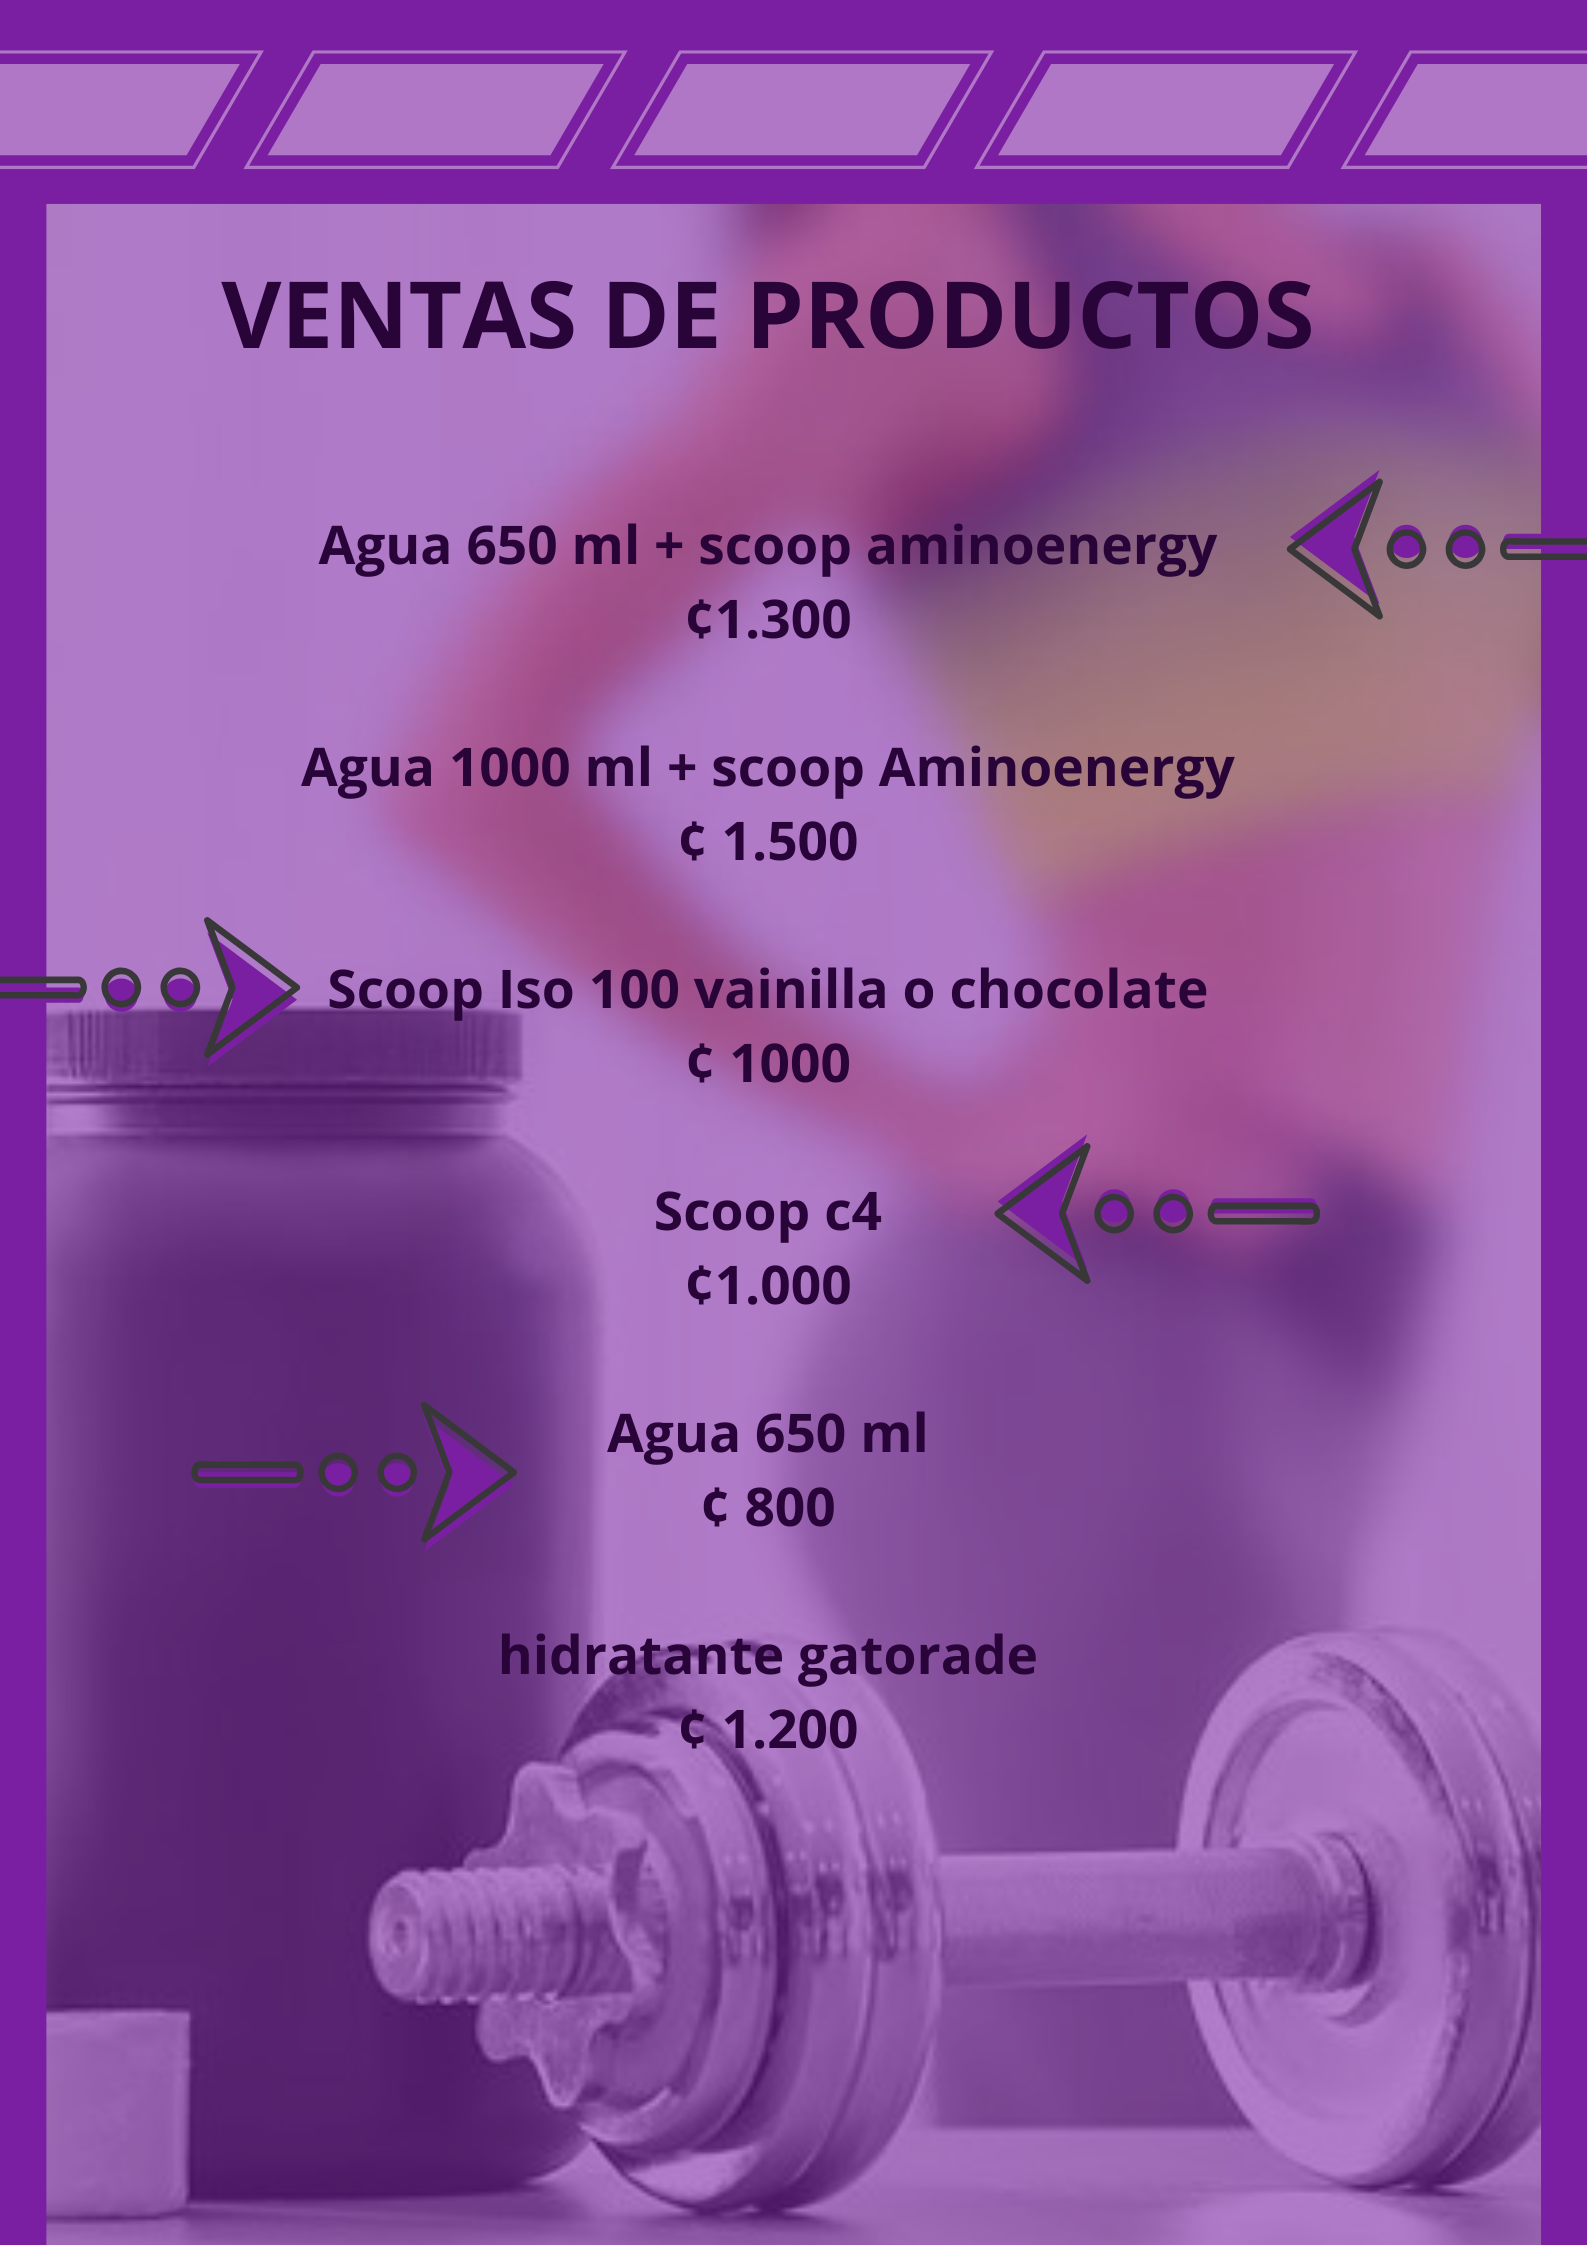 VENTAS DE PRODUCTOS
Agua 650 ml + scoop aminoenergy
¢1.300
Agua 1000 ml + scoop Aminoenergy
¢ 1.500
Scoop Iso 100 vainilla o chocolate
¢ 1000
Scoop c4
¢1.000
Agua 650 ml
¢ 800
hidratante gatorade
¢ 1.200